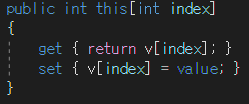 public int this[int index]
{
    get { return v[index]; }
    set { v[index] = value; }
}